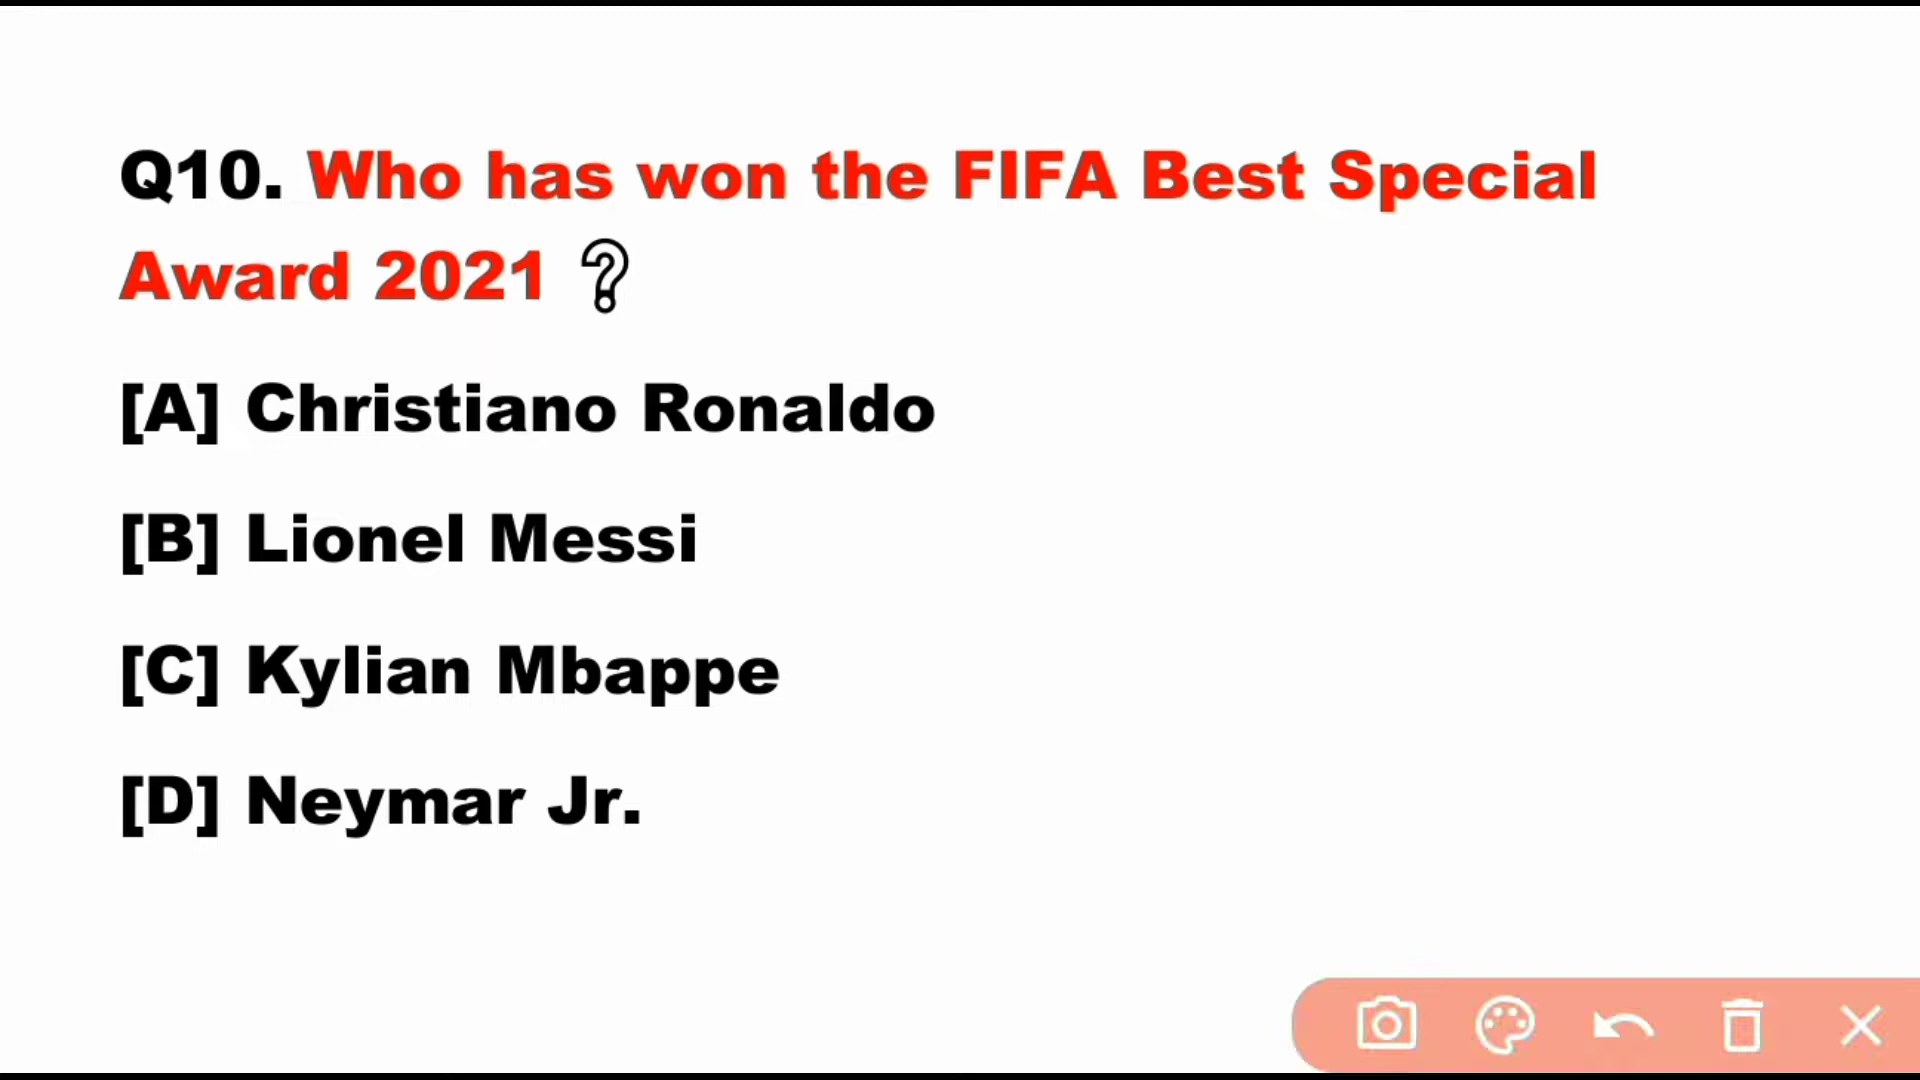 Q10. Who has won the FIFA Best Special
Award 2021 ?
[A] Christiano Ronaldo
[B] Lionel Messi
[C] Kylian Mbappe
[D] Neymar Jr.